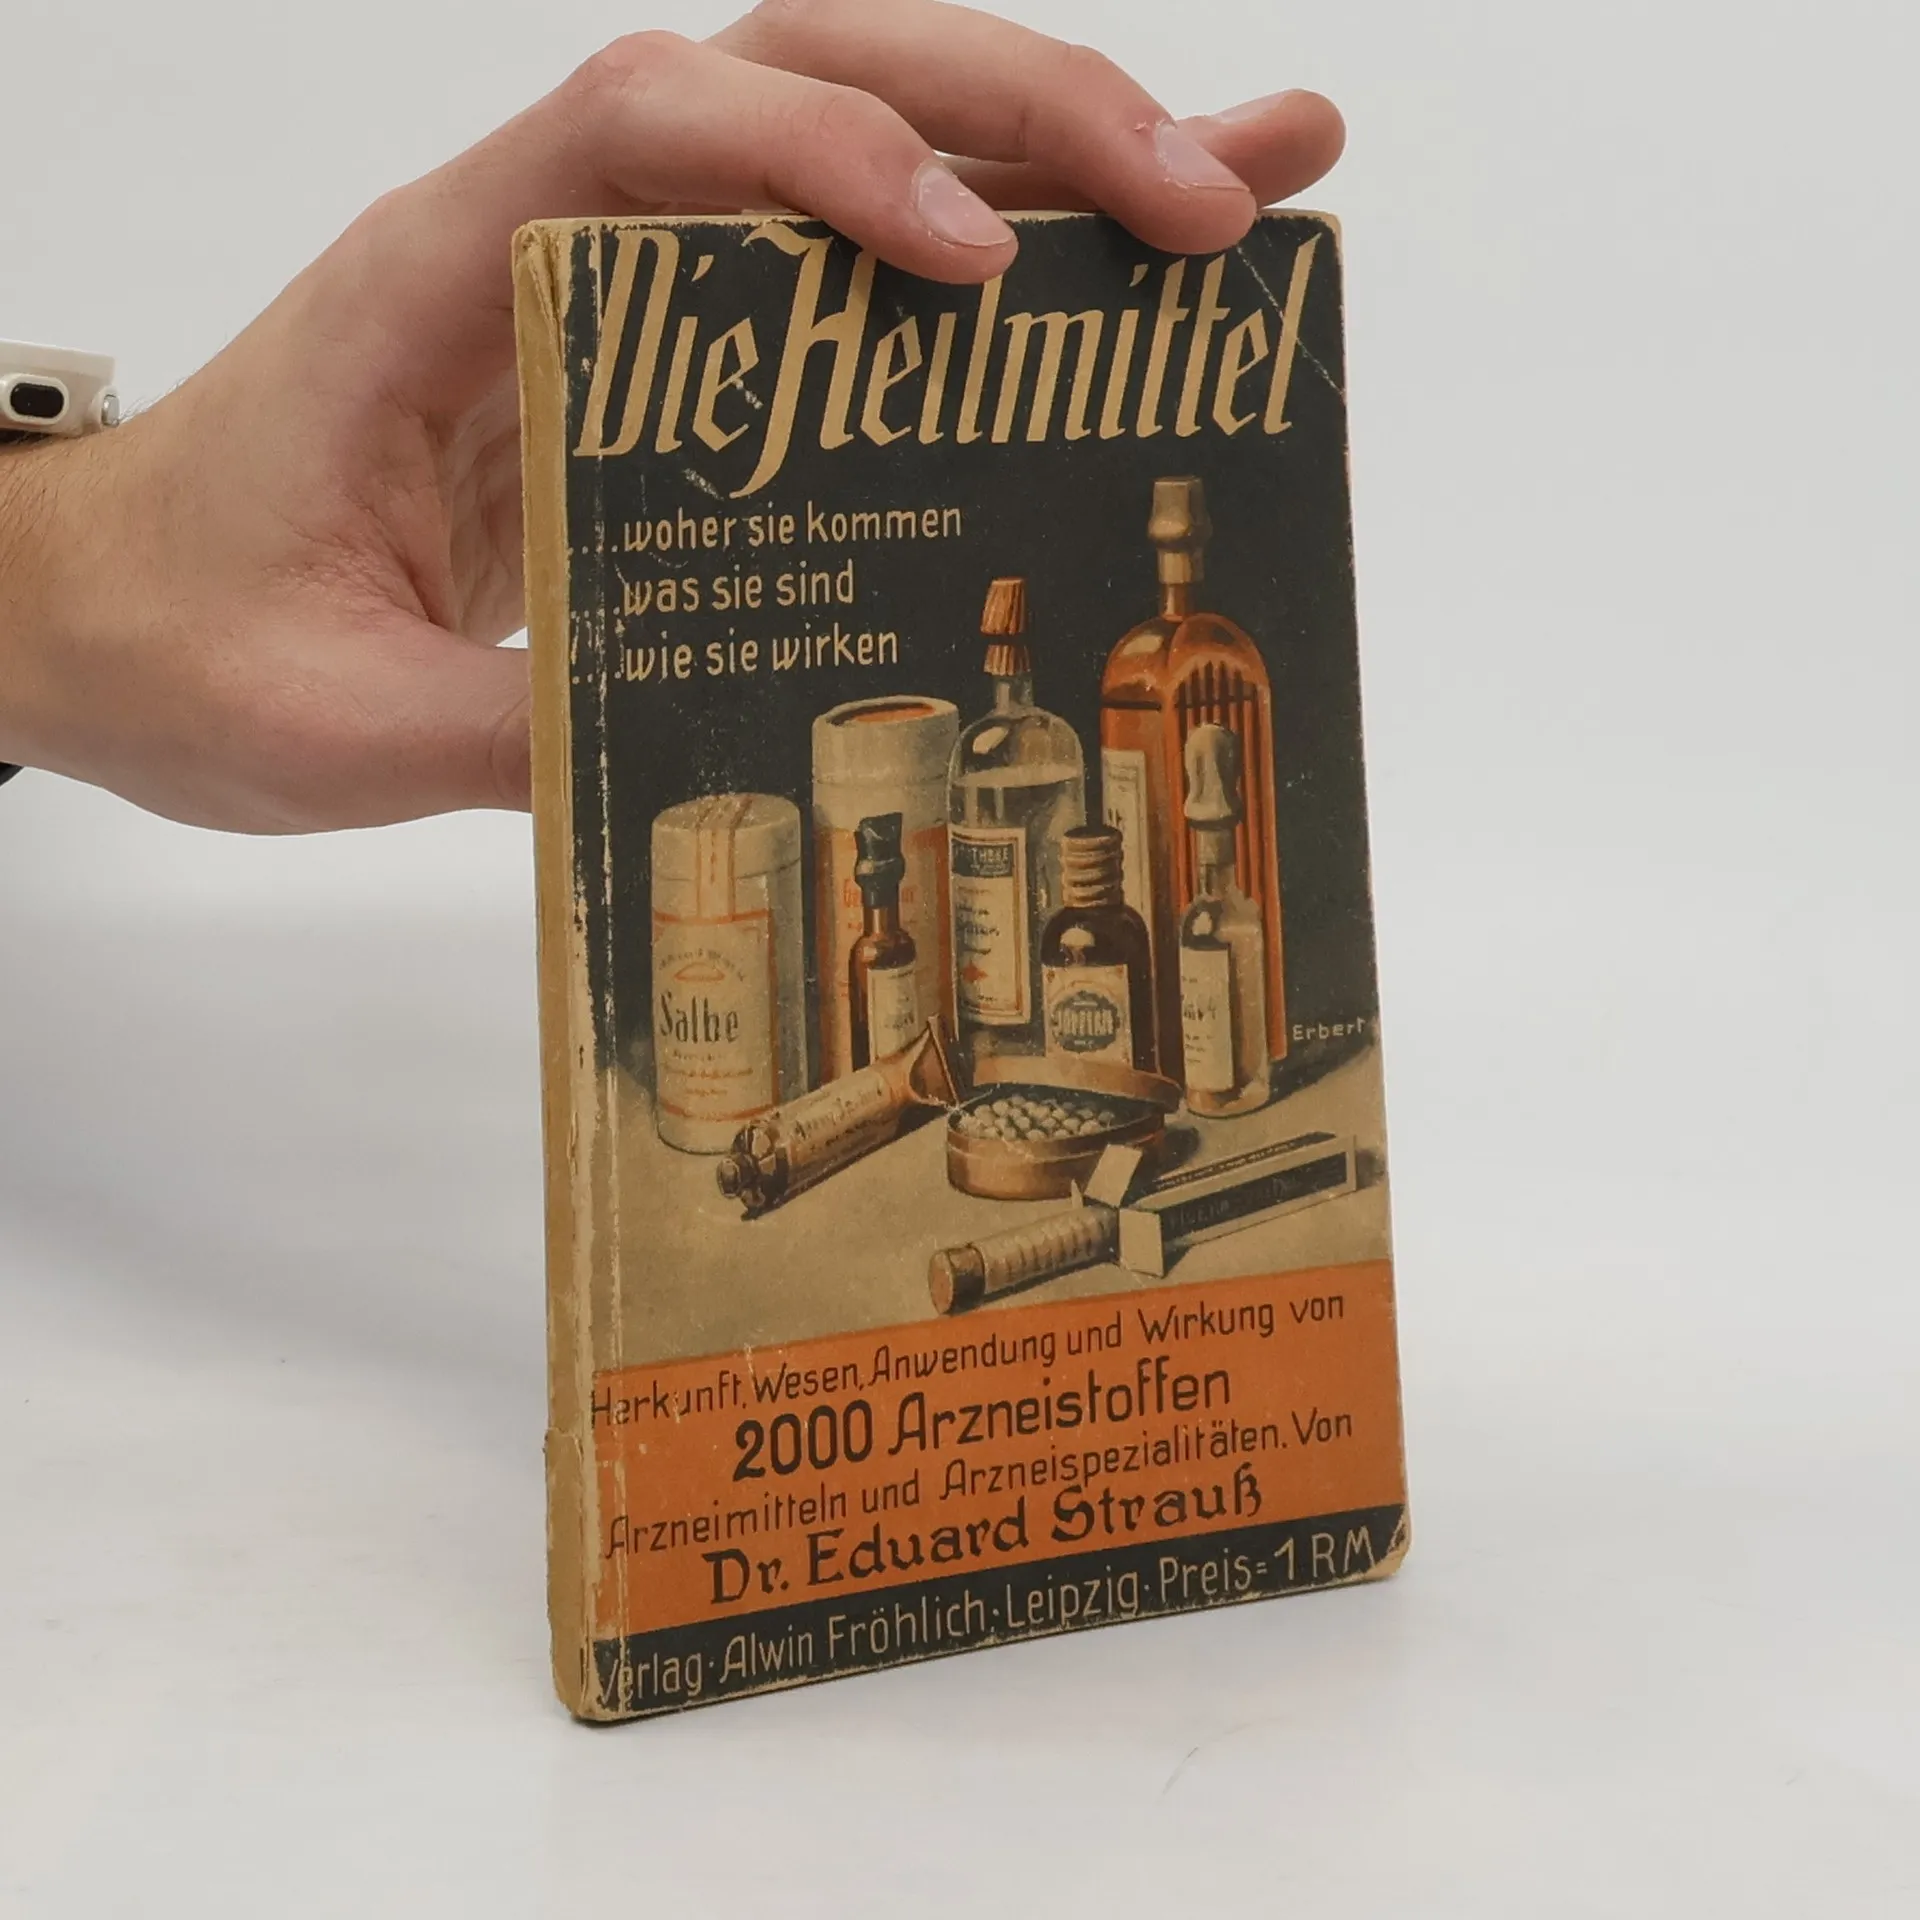 Die Heilmittel
....woher sie kommen
....was sie sind
....wie sie wirken
Salbe
Erbert
Herkunft, Wesen, Anwendung und Wirkung von
2000 Arzneistoffen
Arzneimitteln und Arzneispezialitäten. Von
Dr. Eduard Strauß
Verlag · Alwin Fröhlich · Leipzig · Preis = 1 RM